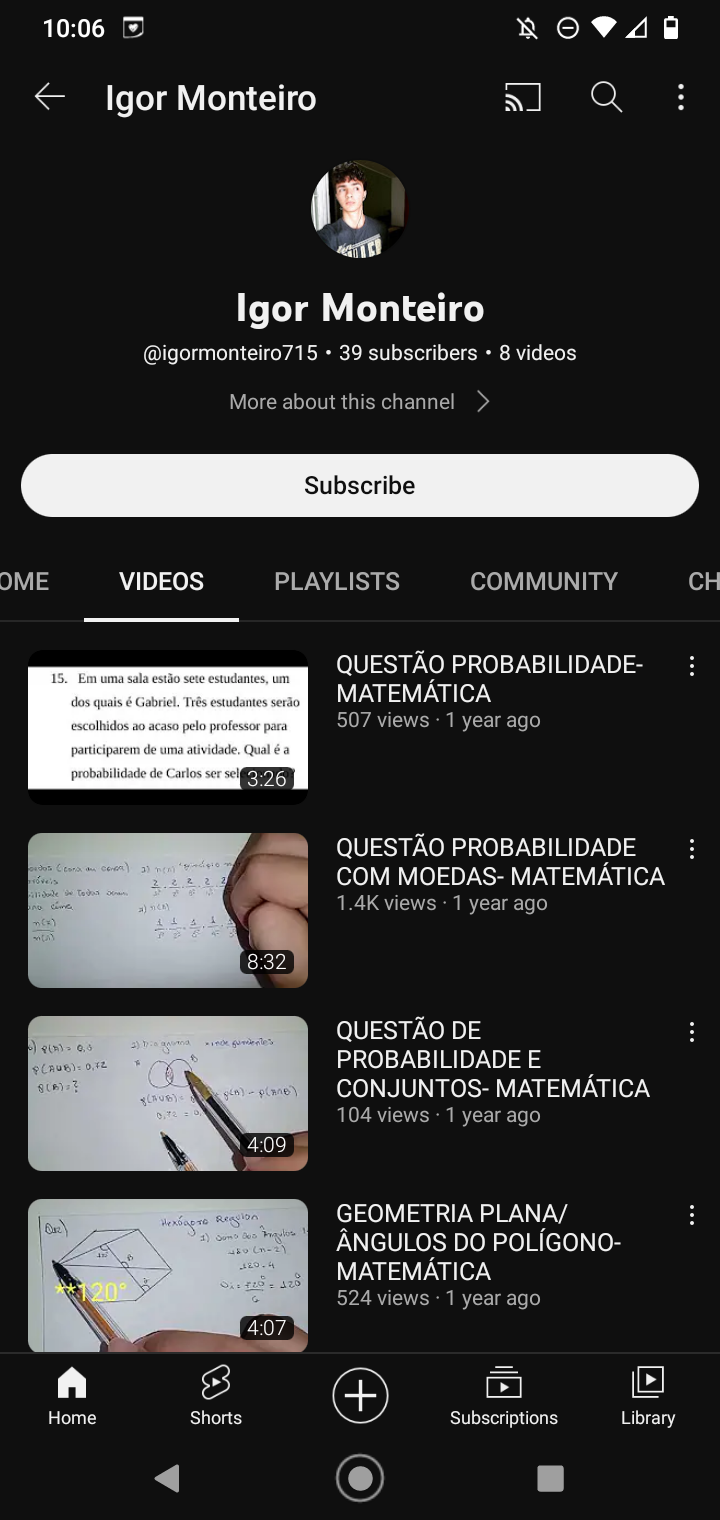 10:06
Igor Monteiro
Igor Monteiro
@igormonteiro715 • 39 subscribers • 8 videos
More about this channel
Subscribe
OME VIDEOS PLAYLISTS COMMUNITY CH
15. Em uma sala estão sete estudantes, um
dos quais é Gabriel. Três estudantes serão
escolhidos ao acaso pelo professor para
participarem de uma atividade. Qual é a
probabilidade de Carlos ser
3:26
QUESTÃO PROBABILIDADE-
MATEMÁTICA
507 views · 1 year ago
8:32
QUESTÃO PROBABILIDADE
COM MOEDAS- MATEMÁTICA
1.4K views · 1 year ago
P(A∪B) = 0,72
P(B) = ?
4:09
QUESTÃO DE
PROBABILIDADE E
CONJUNTOS- MATEMÁTICA
104 views · 1 year ago
Hexágono Regular
**120°
4:07
GEOMETRIA PLANA/
ÂNGULOS DO POLÍGONO-
MATEMÁTICA
524 views · 1 year ago
Home Shorts Subscriptions Library